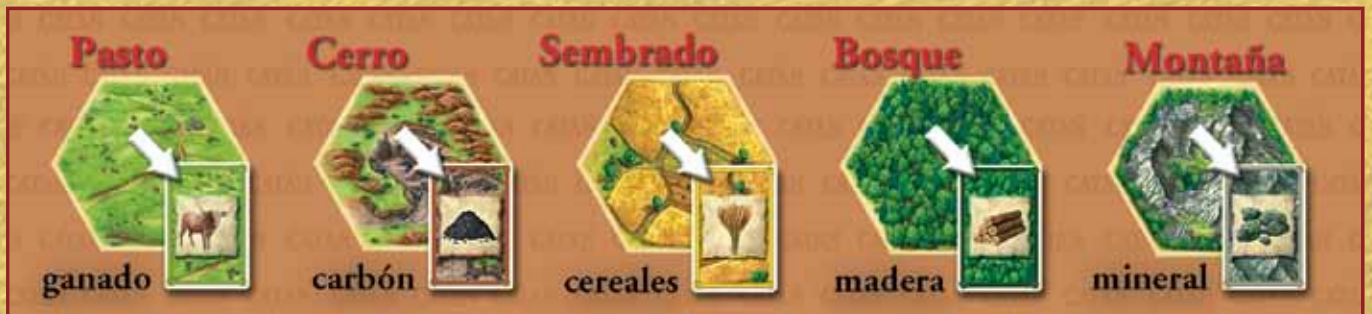 Pasto
Cerro
Sembrado
Bosque
Montaña
ganado
carbón
cereales
madera
mineral